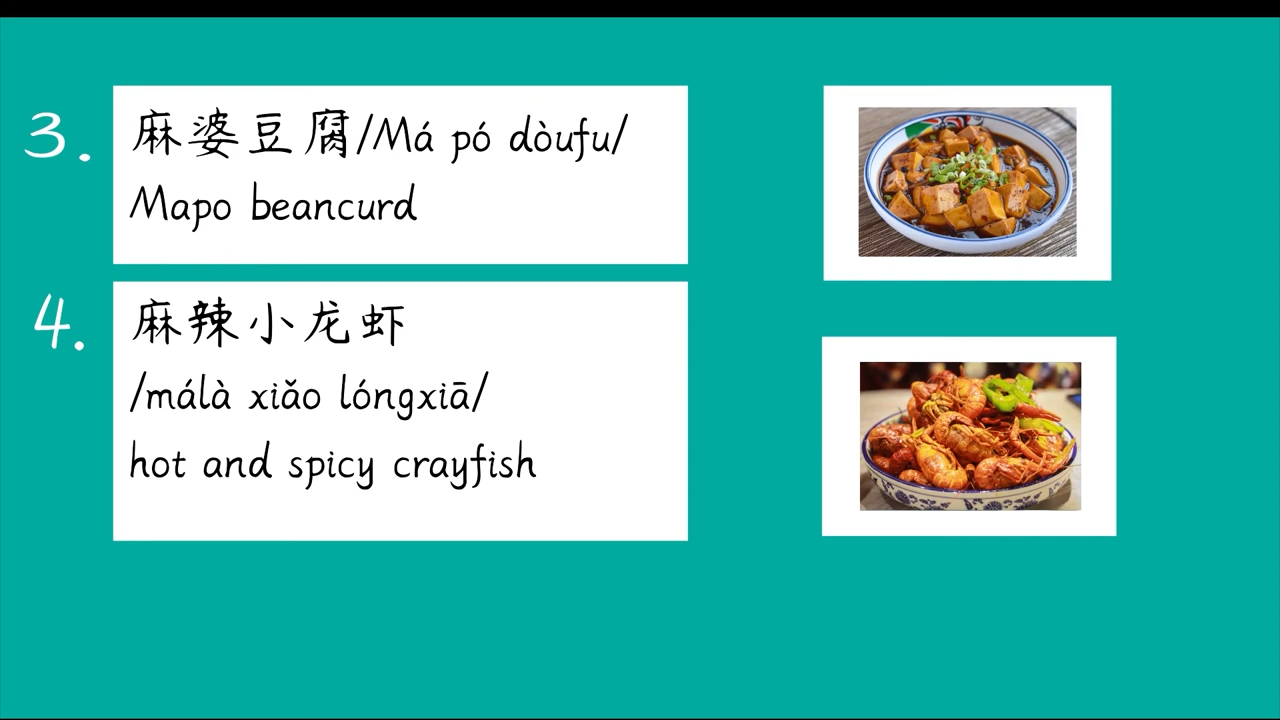 3.
麻婆豆腐/Má pó dòufu/
Mapo beancurd
4.
麻辣小龙虾
/málà xiǎo lóngxiā/
hot and spicy crayfish